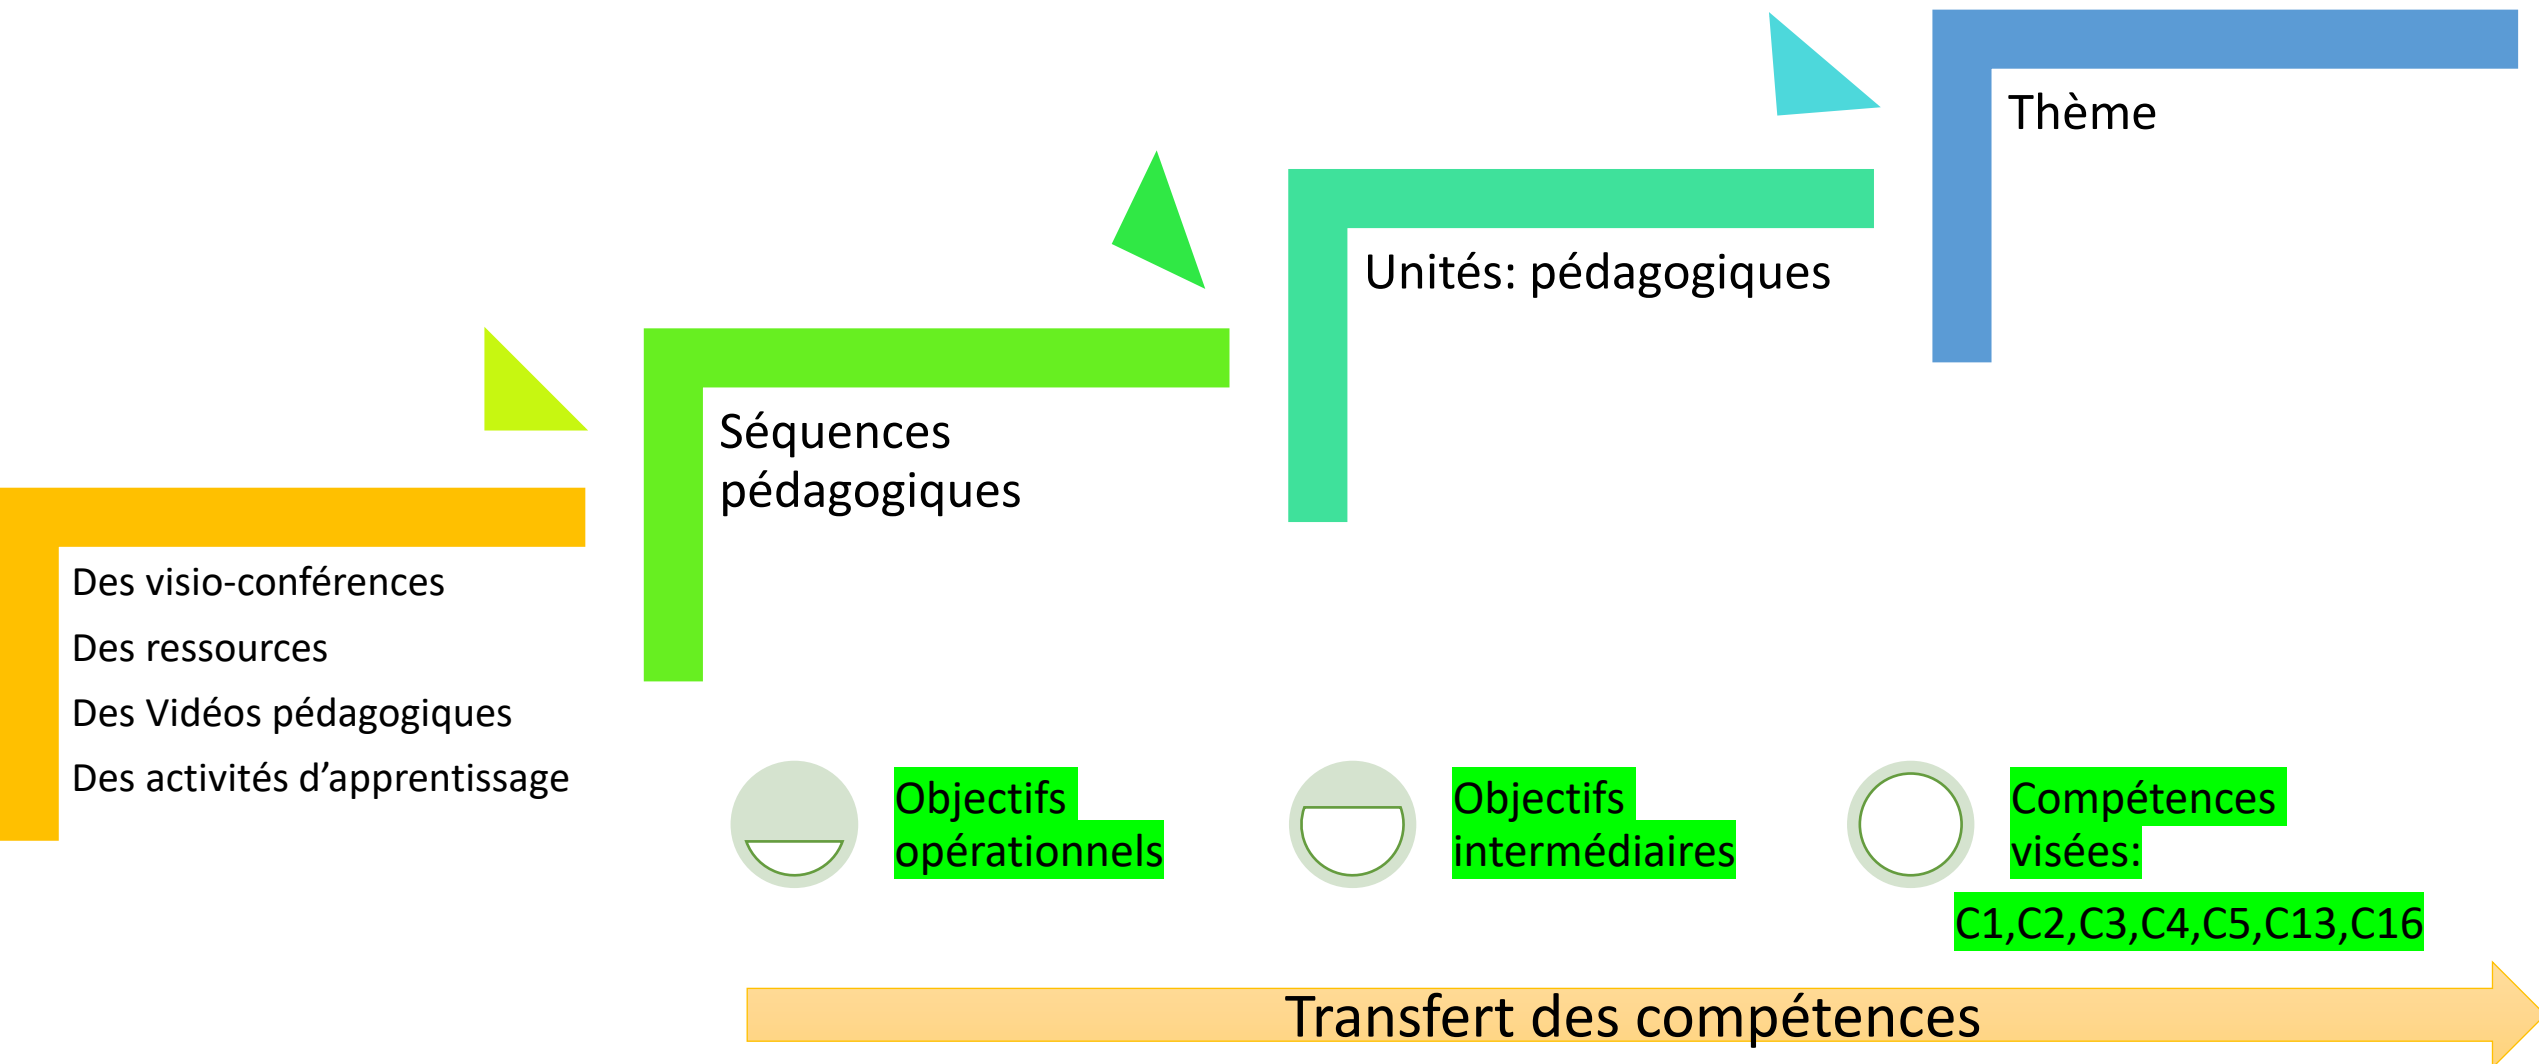 Thème
Unités: pédagogiques
Séquences
pédagogiques
Des visio-conférences
Des ressources
Des Vidéos pédagogiques
Des activités d’apprentissage
Objectifs
opérationnels
Objectifs
intermédiaires
Compétences
visées:
C1,C2,C3,C4,C5,C13,C16
Transfert des compétences